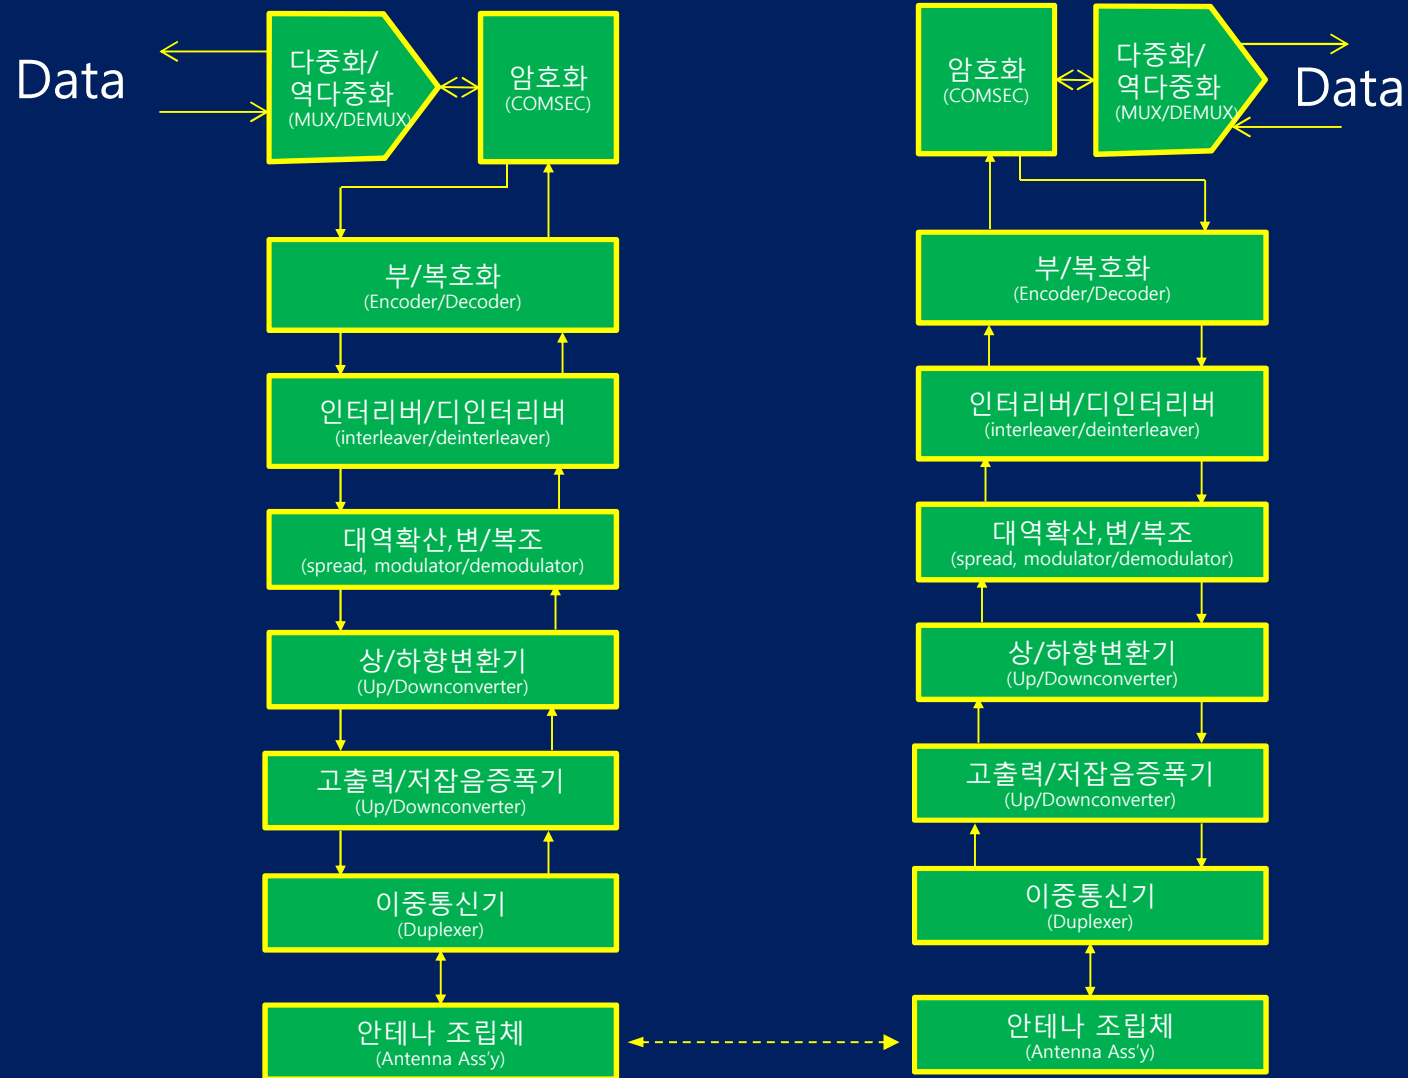 Data
다중화/
역다중화
(MUX/DEMUX)
암호화
(COMSEC)
부/복호화
(Encoder/Decoder)
인터리버/디인터리버
(interleaver/deinterleaver)
대역확산,변/복조
(spread, modulator/demodulator)
상/하향변환기
(Up/Downconverter)
고출력/저잡음증폭기
(Up/Downconverter)
이중통신기
(Duplexer)
안테나 조립체
(Antenna Ass’y)
암호화
(COMSEC)
다중화/
역다중화
(MUX/DEMUX)
Data
부/복호화
(Encoder/Decoder)
인터리버/디인터리버
(interleaver/deinterleaver)
대역확산,변/복조
(spread, modulator/demodulator)
상/하향변환기
(Up/Downconverter)
고출력/저잡음증폭기
(Up/Downconverter)
이중통신기
(Duplexer)
안테나 조립체
(Antenna Ass’y)